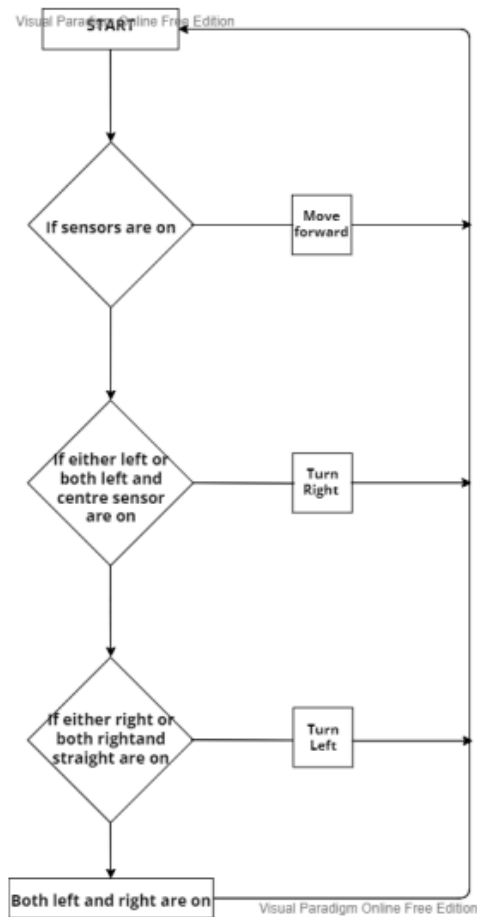 Visual Paradigm Online Free Edition
START
If sensors are on
Move
forward
If either left or
both left and
centre sensor
are on
Turn
Right
If either right or
both rightand
straight are on
Turn
Left
Both left and right are on
Visual Paradigm Online Free Edition